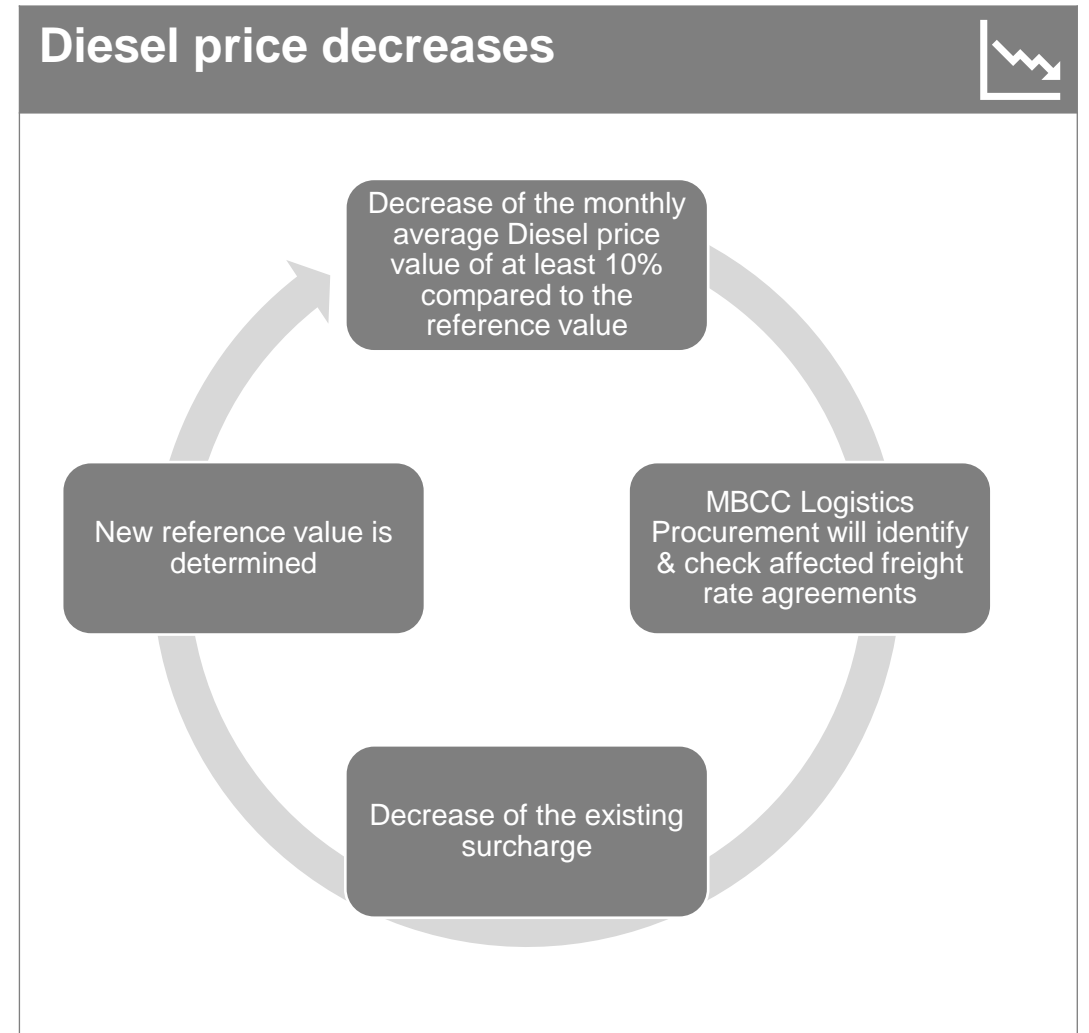 Diesel price decreases
Decrease of the monthly
average Diesel price
value of at least 10%
compared to the
reference value
MBCC Logistics
Procurement will identify
& check affected freight
rate agreements
Decrease of the existing
surcharge
New reference value is
determined